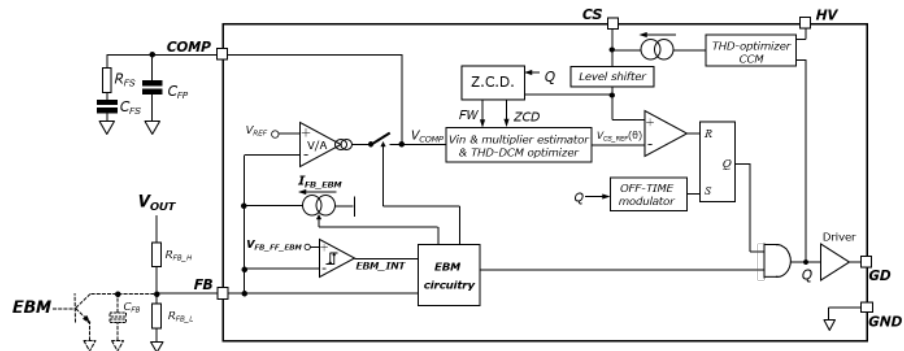 CS
HV
COMP
THD-optimizer
CCM
R_FS
C_FP
C_FS
Level shifter
Z.C.D.
Q
FW
ZCD
V_REF
+
V/A
-
V_COMP
Vin & multiplier estimator
& THD-DCM optimizer
V_CS_REF(θ)
+
-
R
Q
S
I_FB_EBM
Q
OFF-TIME
modulator
V_OUT
R_FB_H
V_FB_FF_EBM
+
-
EBM_INT
EBM
circuitry
Driver
Q
GD
FB
EBM
C_FB
R_FB_L
GND